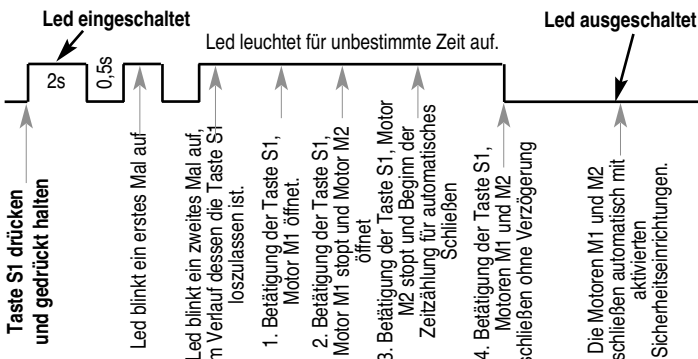 Led eingeschaltet
Led ausgeschaltet
Led leuchtet für unbestimmte Zeit auf.
2s
0,5s
Taste S1 drücken
und gedrückt halten
Led blinkt ein erstes Mal auf
Led blinkt ein zweites Mal auf,
m Verlauf dessen die Taste S1
loszulassen ist.
1. Betätigung der Taste S1,
Motor M1 öffnet.
2. Betätigung der Taste S1,
Motor M1 stopt und Motor M2
öffnet
3. Betätigung der Taste S1, Motor
M2 stopt und Beginn der
Zeitzählung für automatisches
Schließen
4. Betätigung der Taste S1,
Motoren M1 und M2
schließen ohne Verzögerung
Die Motoren M1 und M2
schließen automatisch mit
aktivierten
Sicherheitseinrichtungen.